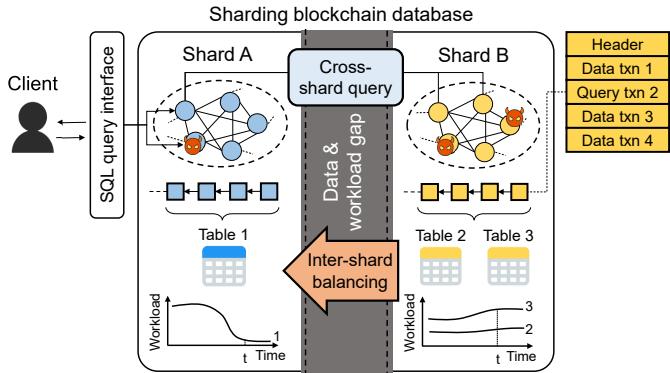 Sharding blockchain database
Client
SQL query interface
Shard A
Cross-
shard query
Shard B
Header
Data txn 1
Query txn 2
Data txn 3
Data txn 4
Data &
workload gap
Table 1
Table 2
Table 3
Inter-shard
balancing
Workload
1
t
Time
Workload
3
2
t
Time